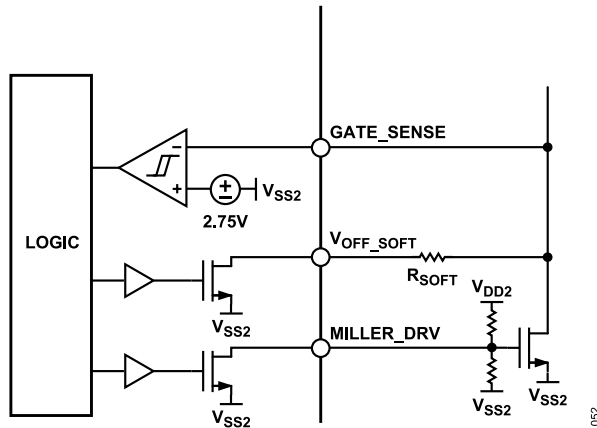 GATE_SENSE
−
+
+
−
VSS2
2.75V
LOGIC
VOFF_SOFT
RSOFT
VDD2
VSS2
MILLER_DRV
VSS2
VSS2
VSS2
052